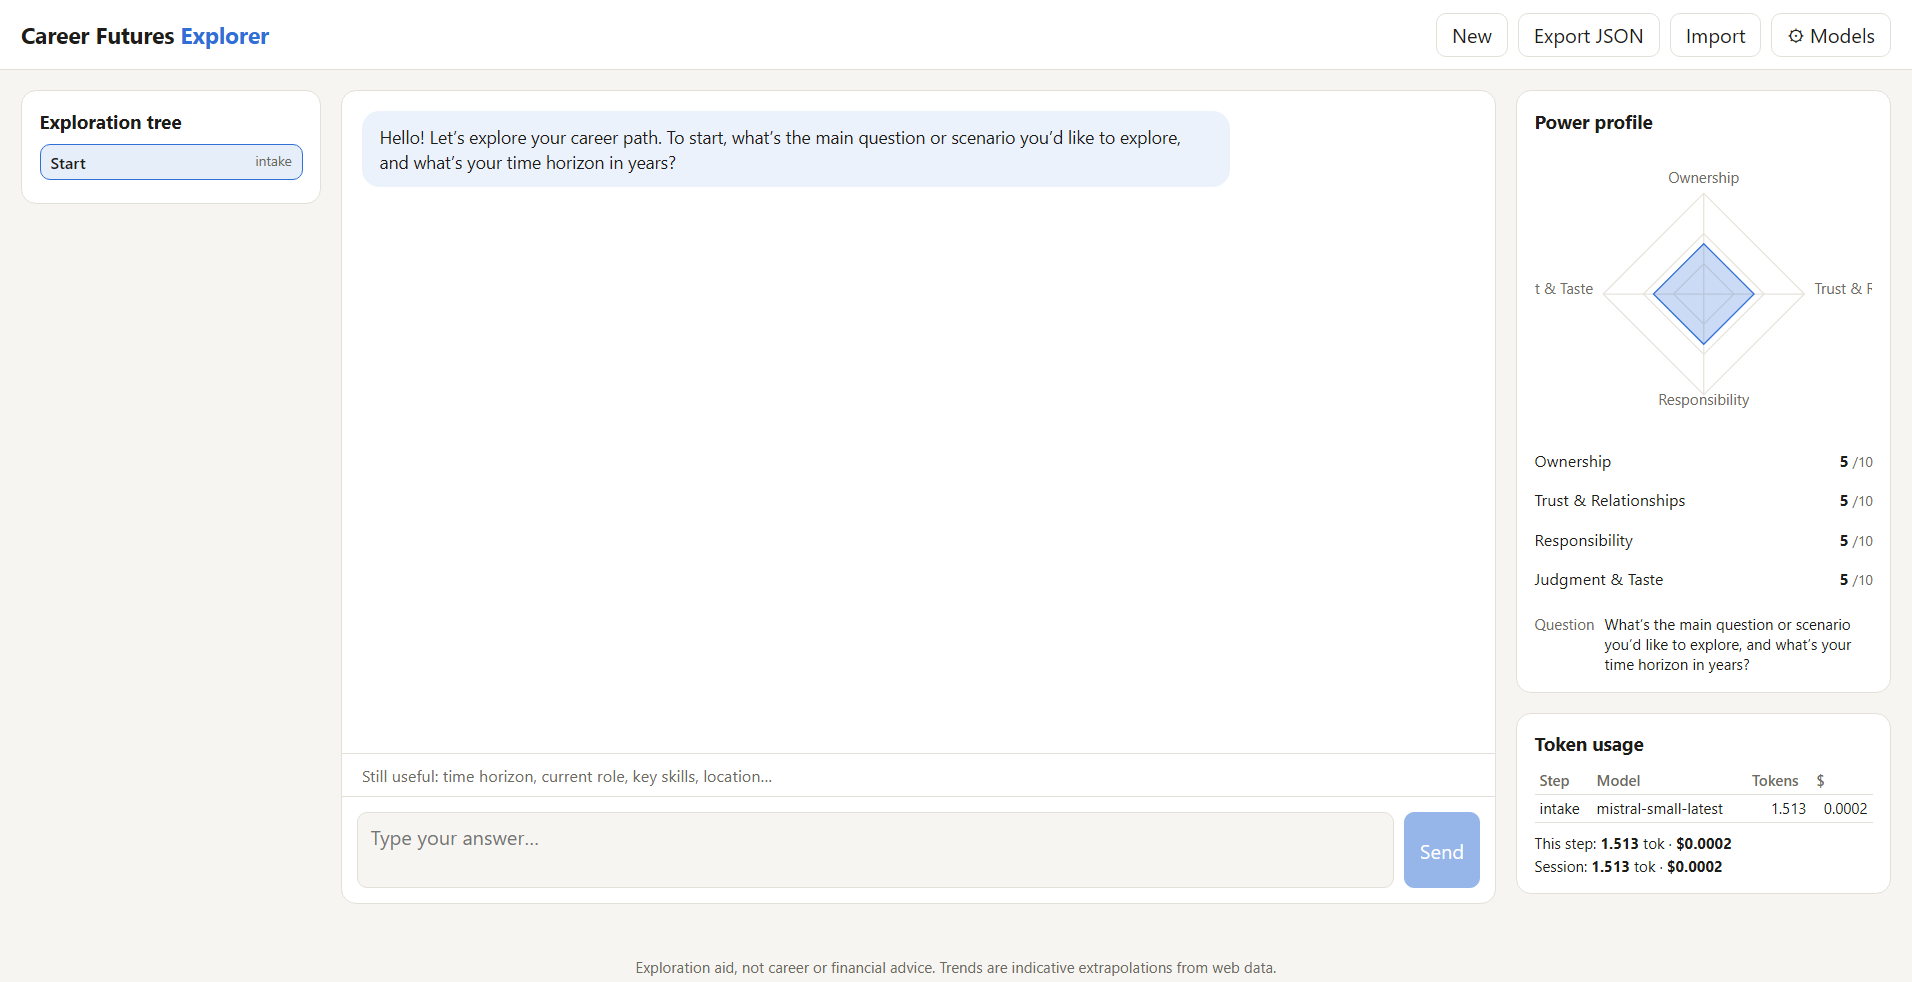 Career Futures Explorer
New
Export JSON
Import
⚙ Models
Exploration tree
Start
intake
Hello! Let's explore your career path. To start, what's the main question or scenario you'd like to explore,
and what's your time horizon in years?
Still useful: time horizon, current role, key skills, location...
Type your answer...
Send
Power profile
Ownership
t & Taste
Trust & R
Responsibility
Ownership 5 /10
Trust & Relationships 5 /10
Responsibility 5 /10
Judgment & Taste 5 /10
Question What's the main question or scenario
you'd like to explore, and what's your
time horizon in years?
Token usage
Step Model Tokens $
intake mistral-small-latest 1.513 0.0002
This step: 1.513 tok · $0.0002
Session: 1.513 tok · $0.0002
Exploration aid, not career or financial advice. Trends are indicative extrapolations from web data.